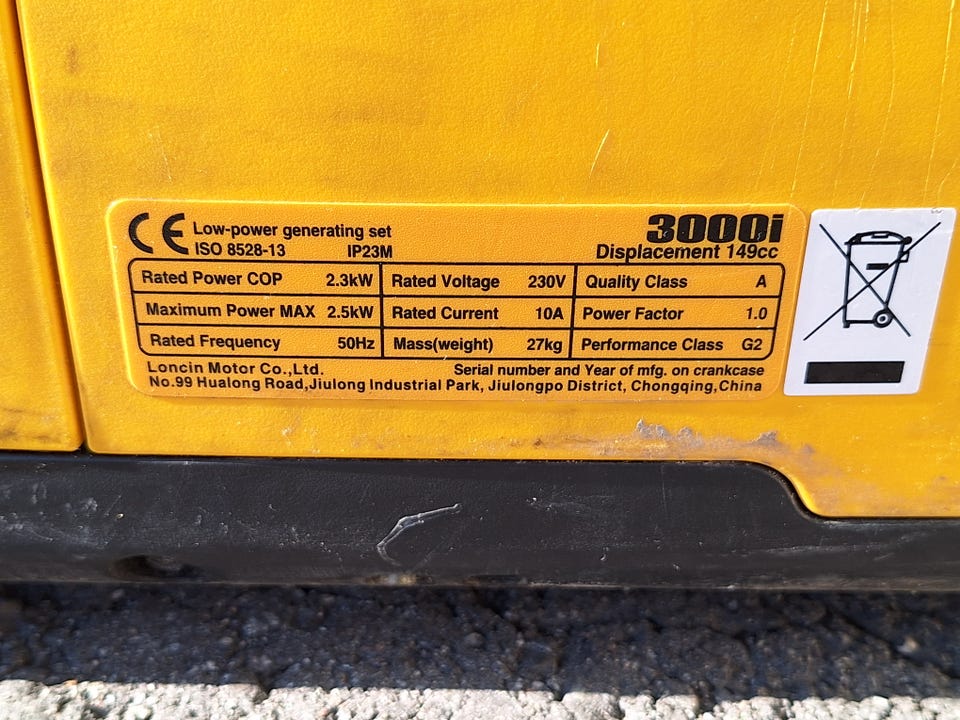 CE Low-power generating set 3000i
ISO 8528-13 IP23M Displacement 149cc
Rated Power COP 2.3kW Rated Voltage 230V Quality Class A
Maximum Power MAX 2.5kW Rated Current 10A Power Factor 1.0
Rated Frequency 50Hz Mass(weight) 27kg Performance Class G2
Loncin Motor Co.,Ltd. Serial number and Year of mfg. on crankcase
No.99 Hualong Road,Jiulong Industrial Park, Jiulongpo District, Chongqing,China